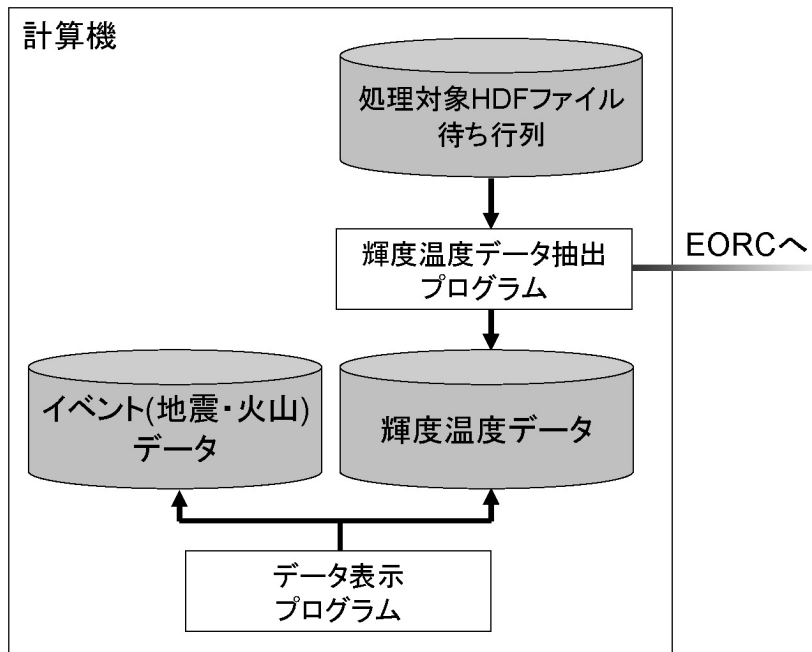 計算機
処理対象HDFファイル
待ち行列
輝度温度データ抽出
プログラム
EORCへ
イベント(地震・火山)
データ
輝度温度データ
データ表示
プログラム